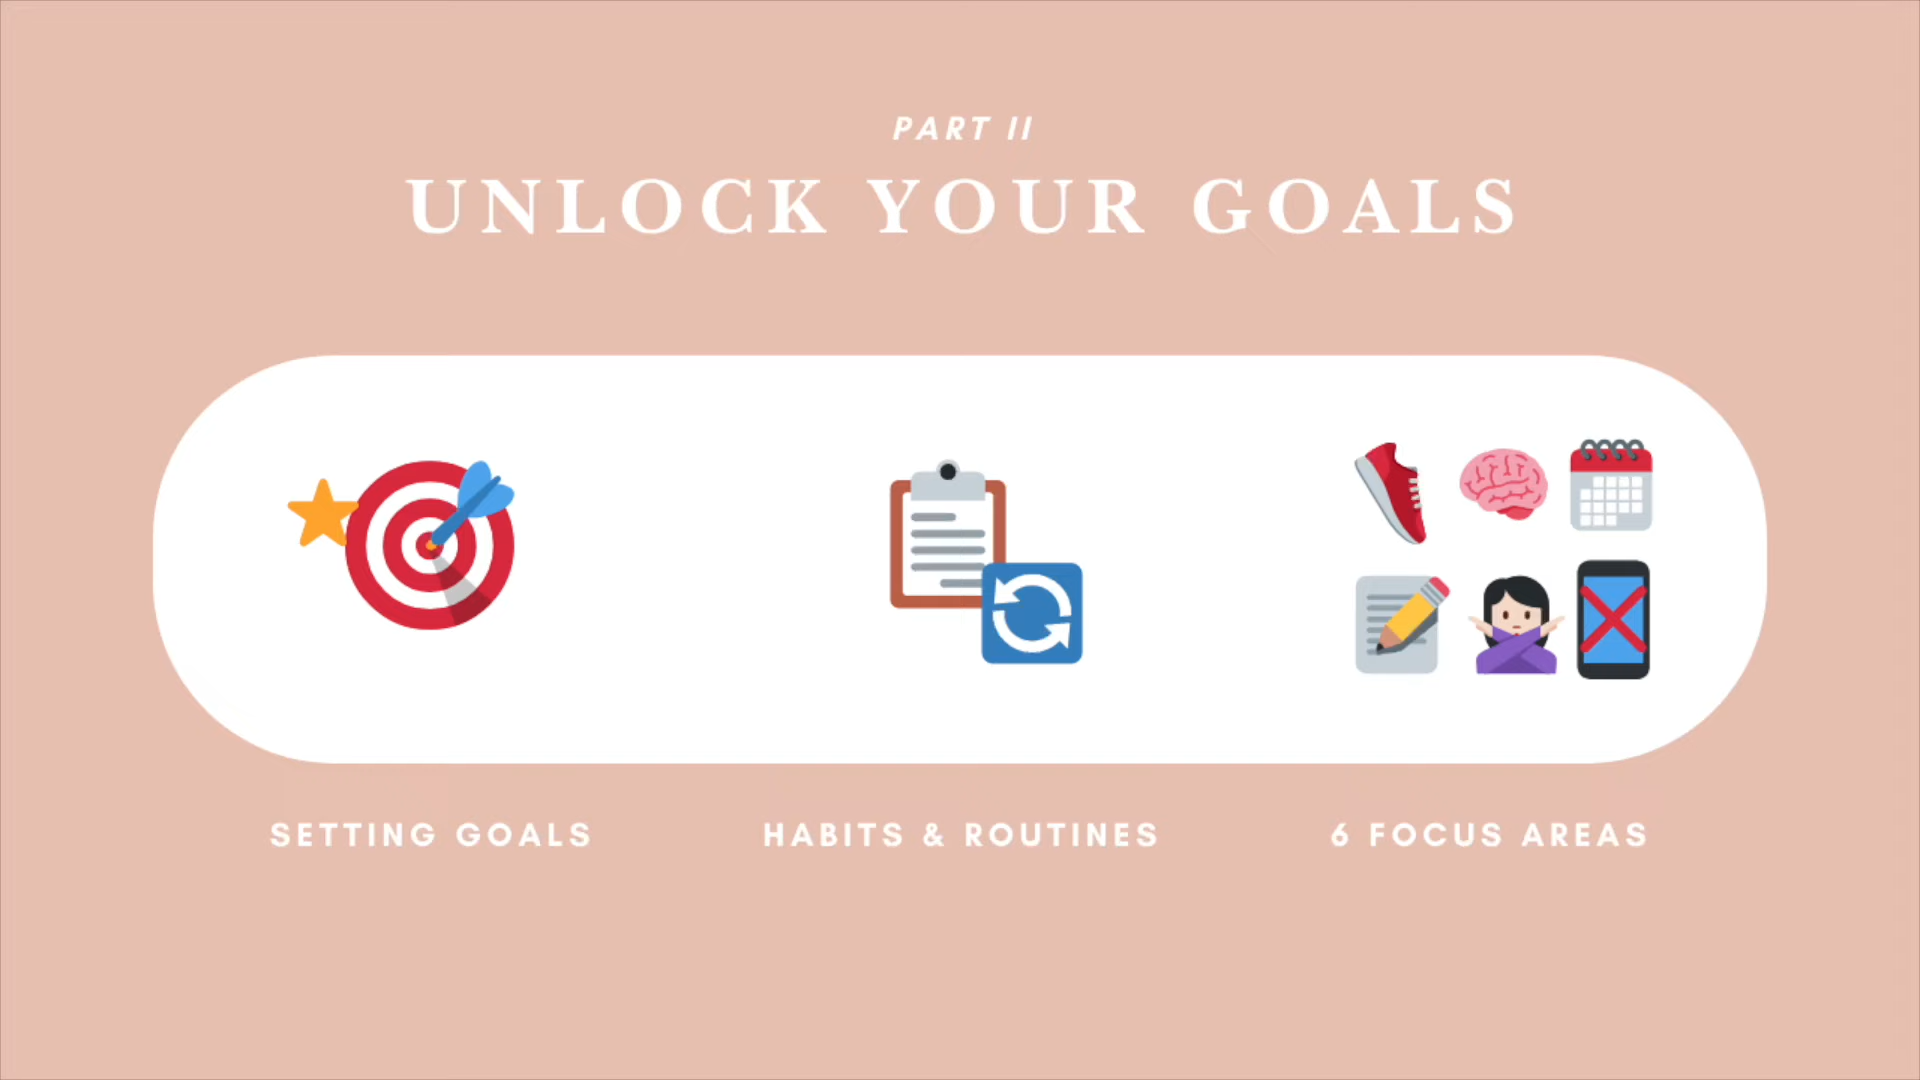 PART II
UNLOCK YOUR GOALS
SETTING GOALS
HABITS & ROUTINES
6 FOCUS AREAS